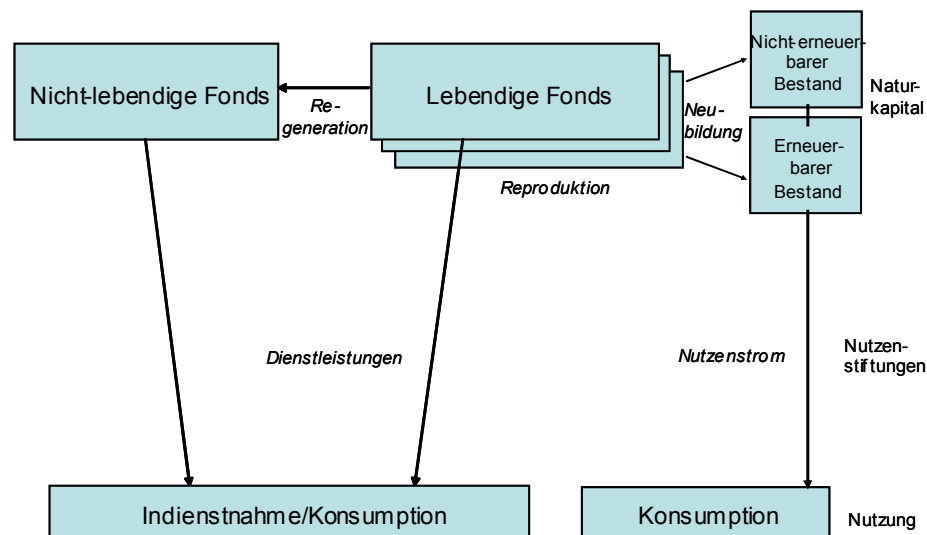 Nicht-lebendige Fonds
Re-
generation
Lebendige Fonds
Neu-
bildung
Reproduktion
Nicht-erneuer-
barer
Bestand
Natur-
kapital
Erneuer-
barer
Bestand
Dienstleistungen
Nutzenstrom
Nutzen-
stiftungen
Indienstnahme/Konsumption
Konsumption
Nutzung